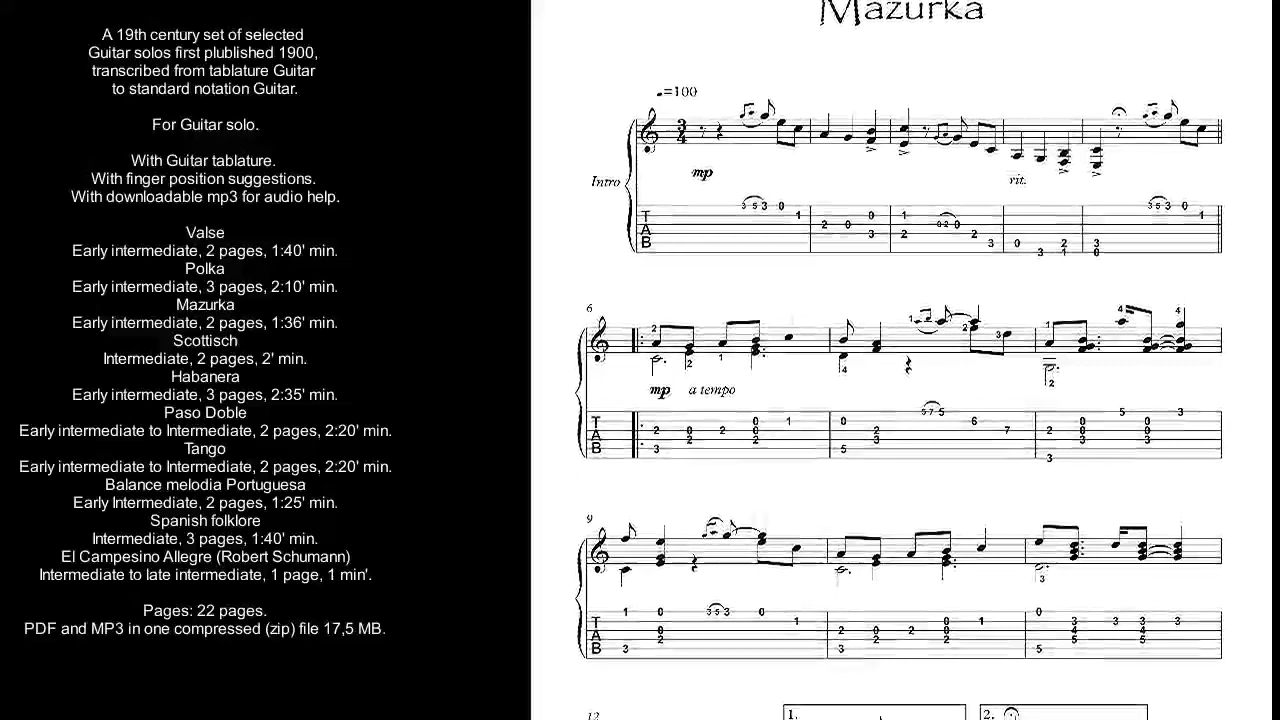 A 19th century set of selected
Guitar solos first plublished 1900,
transcribed from tablature Guitar
to standard notation Guitar.
For Guitar solo.
With Guitar tablature.
With finger position suggestions.
With downloadable mp3 for audio help.
Valse
Early intermediate, 2 pages, 1:40' min.
Polka
Early intermediate, 3 pages, 2:10' min.
Mazurka
Early intermediate, 2 pages, 1:36' min.
Scottisch
Intermediate, 2 pages, 2' min.
Habanera
Early intermediate, 3 pages, 2:35' min.
Paso Doble
Early intermediate to Intermediate, 2 pages, 2:20' min.
Tango
Early intermediate to Intermediate, 2 pages, 2:20' min.
Balance melodia Portuguesa
Early Intermediate, 2 pages, 1:25' min.
Spanish folklore
Intermediate, 3 pages, 1:40' min.
El Campesino Allegre (Robert Schumann)
Intermediate to late intermediate, 1 page, 1 min'.
Pages: 22 pages.
PDF and MP3 in one compressed (zip) file 17,5 MB.
Mazurka
=100
mp
rit.
Intro
T
A
B
6
mp a tempo
T
A
B
9
T
A
B
12
1. 2.